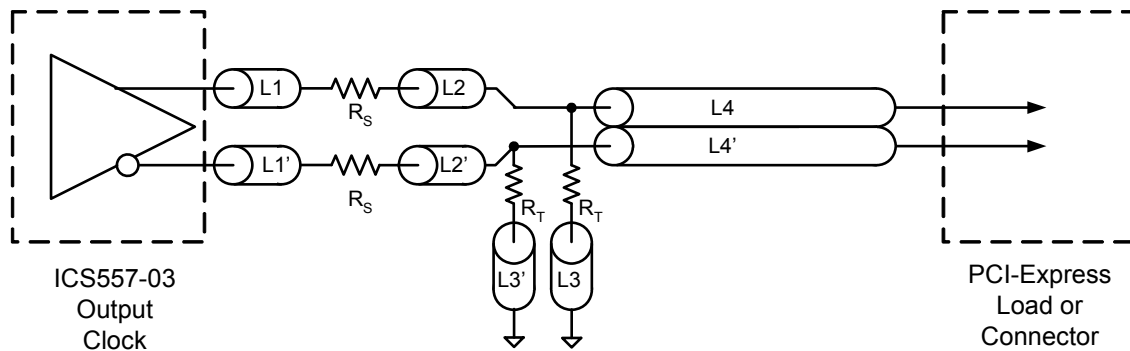 L1
R_S
L2
L4
L1’
R_S
L2’
L4’
R_T
R_T
L3’
L3
ICS557-03
Output
Clock
PCI-Express
Load or
Connector